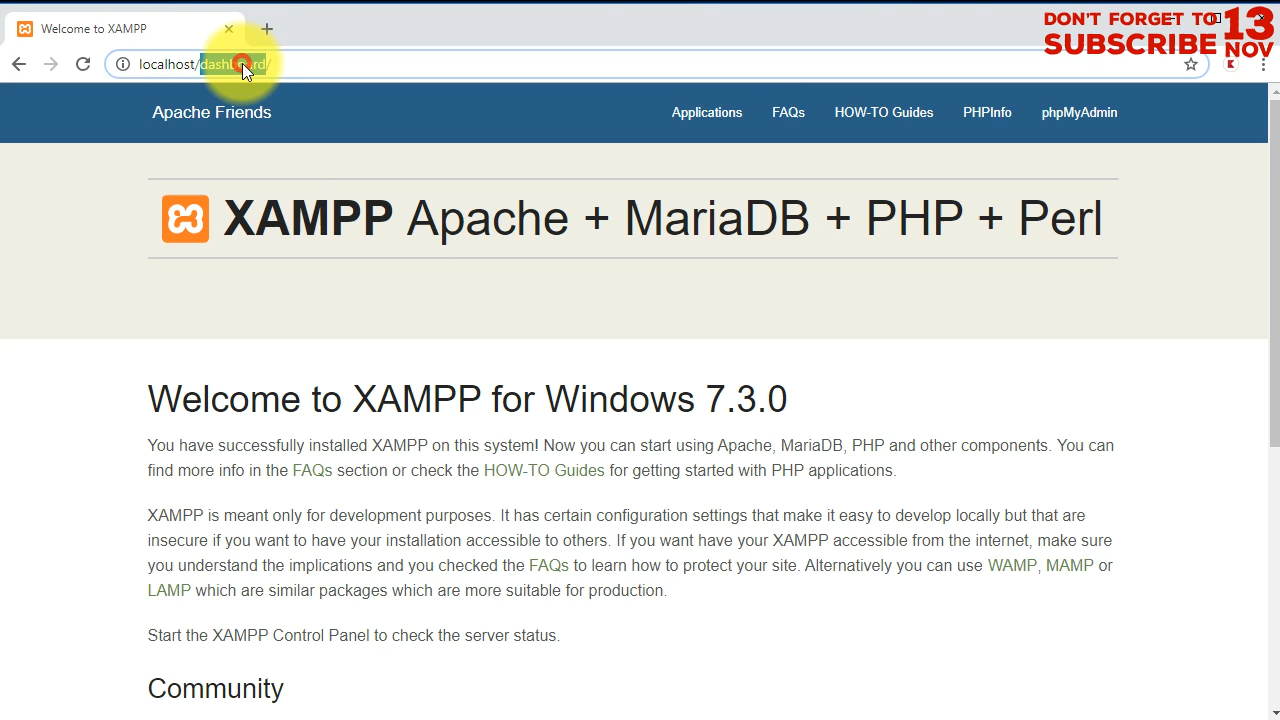 Welcome to XAMPP
DON'T FORGET TO
SUBSCRIBE
13
NOV
localhost/dashboard/
Apache Friends
Applications
FAQs
HOW-TO Guides
PHPInfo
phpMyAdmin
XAMPP Apache + MariaDB + PHP + Perl
Welcome to XAMPP for Windows 7.3.0
You have successfully installed XAMPP on this system! Now you can start using Apache, MariaDB, PHP and other components. You can
find more info in the FAQs section or check the HOW-TO Guides for getting started with PHP applications.
XAMPP is meant only for development purposes. It has certain configuration settings that make it easy to develop locally but that are
insecure if you want to have your installation accessible to others. If you want have your XAMPP accessible from the internet, make sure
you understand the implications and you checked the FAQs to learn how to protect your site. Alternatively you can use WAMP, MAMP or
LAMP which are similar packages which are more suitable for production.
Start the XAMPP Control Panel to check the server status.
Community